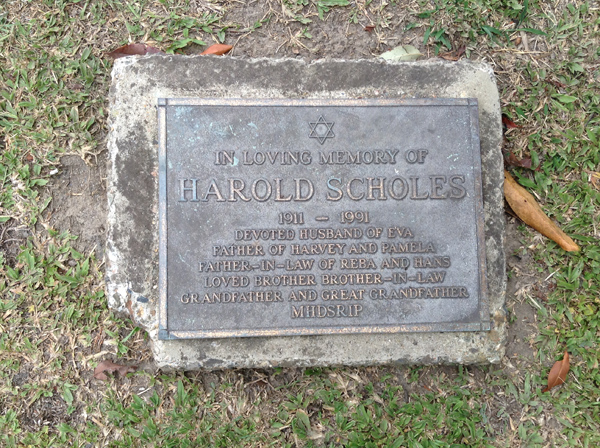 IN LOVING MEMORY OF
HAROLD SCHOLES
1911 – 1991
DEVOTED HUSBAND OF EVA
FATHER OF HARVEY AND PAMELA
FATHER–IN–LAW OF REBA AND HANS
LOVED BROTHER BROTHER–IN–LAW
GRANDFATHER AND GREAT GRANDFATHER
MHDSRIP